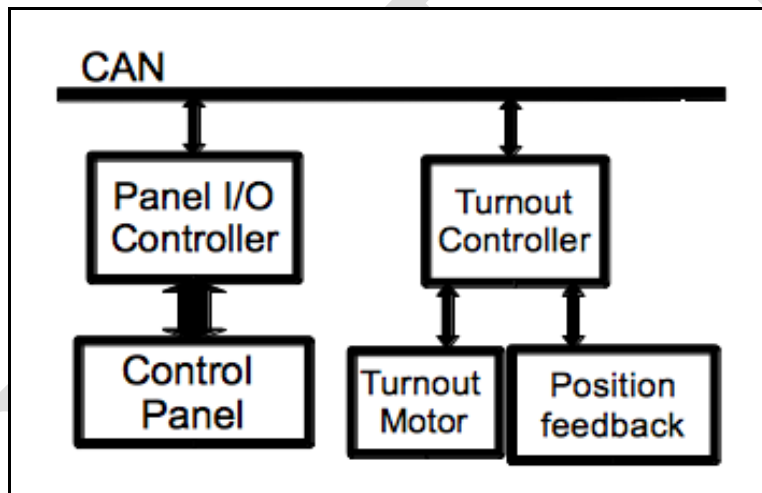 CAN
Panel I/O
Controller
Turnout
Controller
Control
Panel
Turnout
Motor
Position
feedback